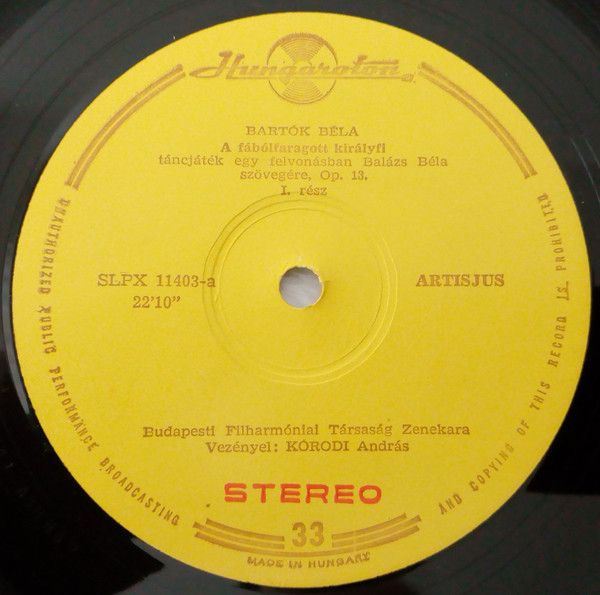 Hungaroton
BARTÓK BÉLA
A fábólfaragott királyfi
táncjáték egy felvonásban Balázs Béla
szövegére, Op. 13.
I. rész
SLPX 11403-a
22'10"
ARTISJUS
Budapesti Filharmóniai Társaság Zenekara
Vezényel: KÓRODI András
STEREO
33
MADE IN HUNGARY
UNAUTHORIZED PUBLIC PERFORMANCE BROADCASTING
AND COPYING OF THIS RECORD IS PROHIBITED